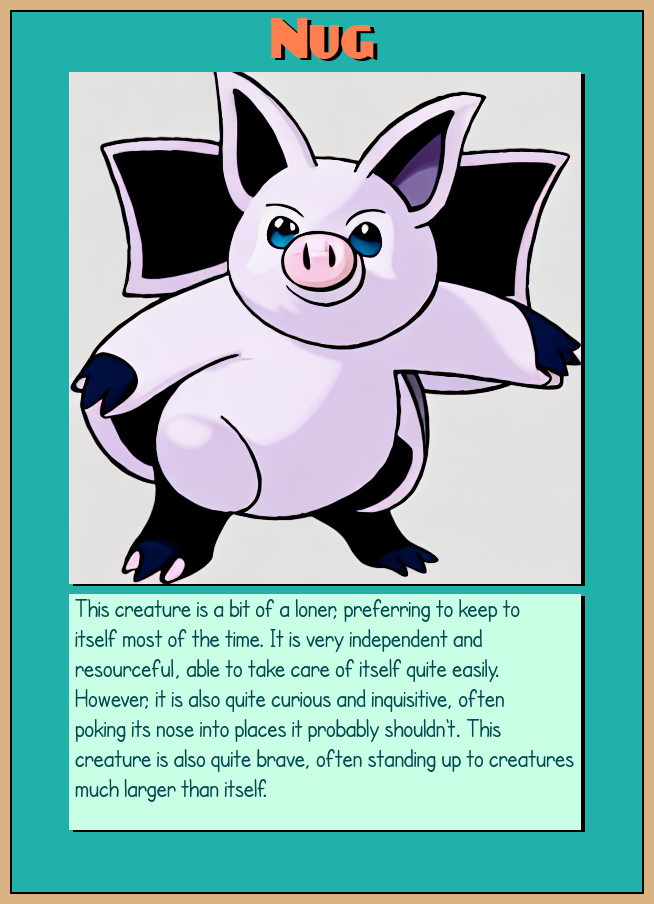 Nug
This creature is a bit of a loner, preferring to keep to
itself most of the time. It is very independent and
resourceful, able to take care of itself quite easily.
However, it is also quite curious and inquisitive, often
poking its nose into places it probably shouldn't. This
creature is also quite brave, often standing up to creatures
much larger than itself.